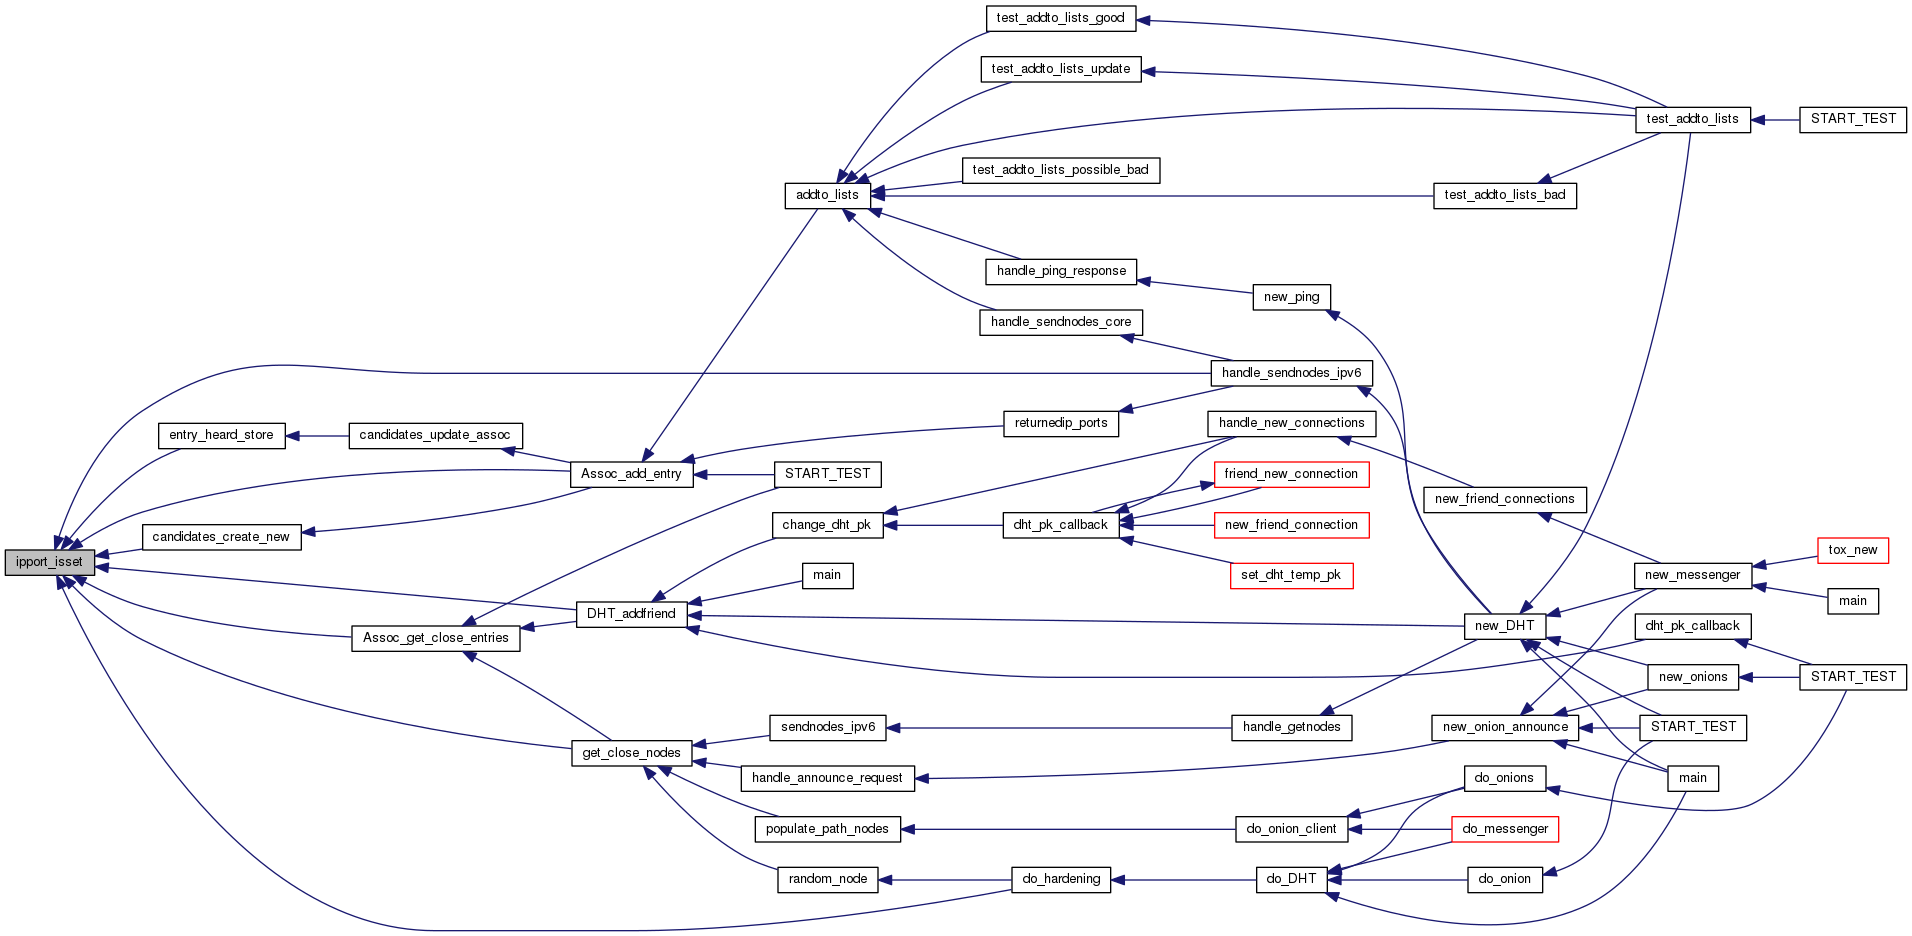 test_addto_lists_good
test_addto_lists_update
test_addto_lists
START_TEST
test_addto_lists_possible_bad
addto_lists
test_addto_lists_bad
handle_ping_response
new_ping
handle_sendnodes_core
handle_sendnodes_ipv6
returnedip_ports
handle_new_connections
entry_heard_store
candidates_update_assoc
Assoc_add_entry
START_TEST
friend_new_connection
new_friend_connections
change_dht_pk
dht_pk_callback
new_friend_connection
candidates_create_new
ipport_isset
tox_new
main
set_dht_temp_pk
new_messenger
main
DHT_addfriend
new_DHT
dht_pk_callback
Assoc_get_close_entries
new_onions
START_TEST
sendnodes_ipv6
handle_getnodes
new_onion_announce
START_TEST
get_close_nodes
handle_announce_request
do_onions
main
populate_path_nodes
do_onion_client
do_messenger
random_node
do_hardening
do_DHT
do_onion